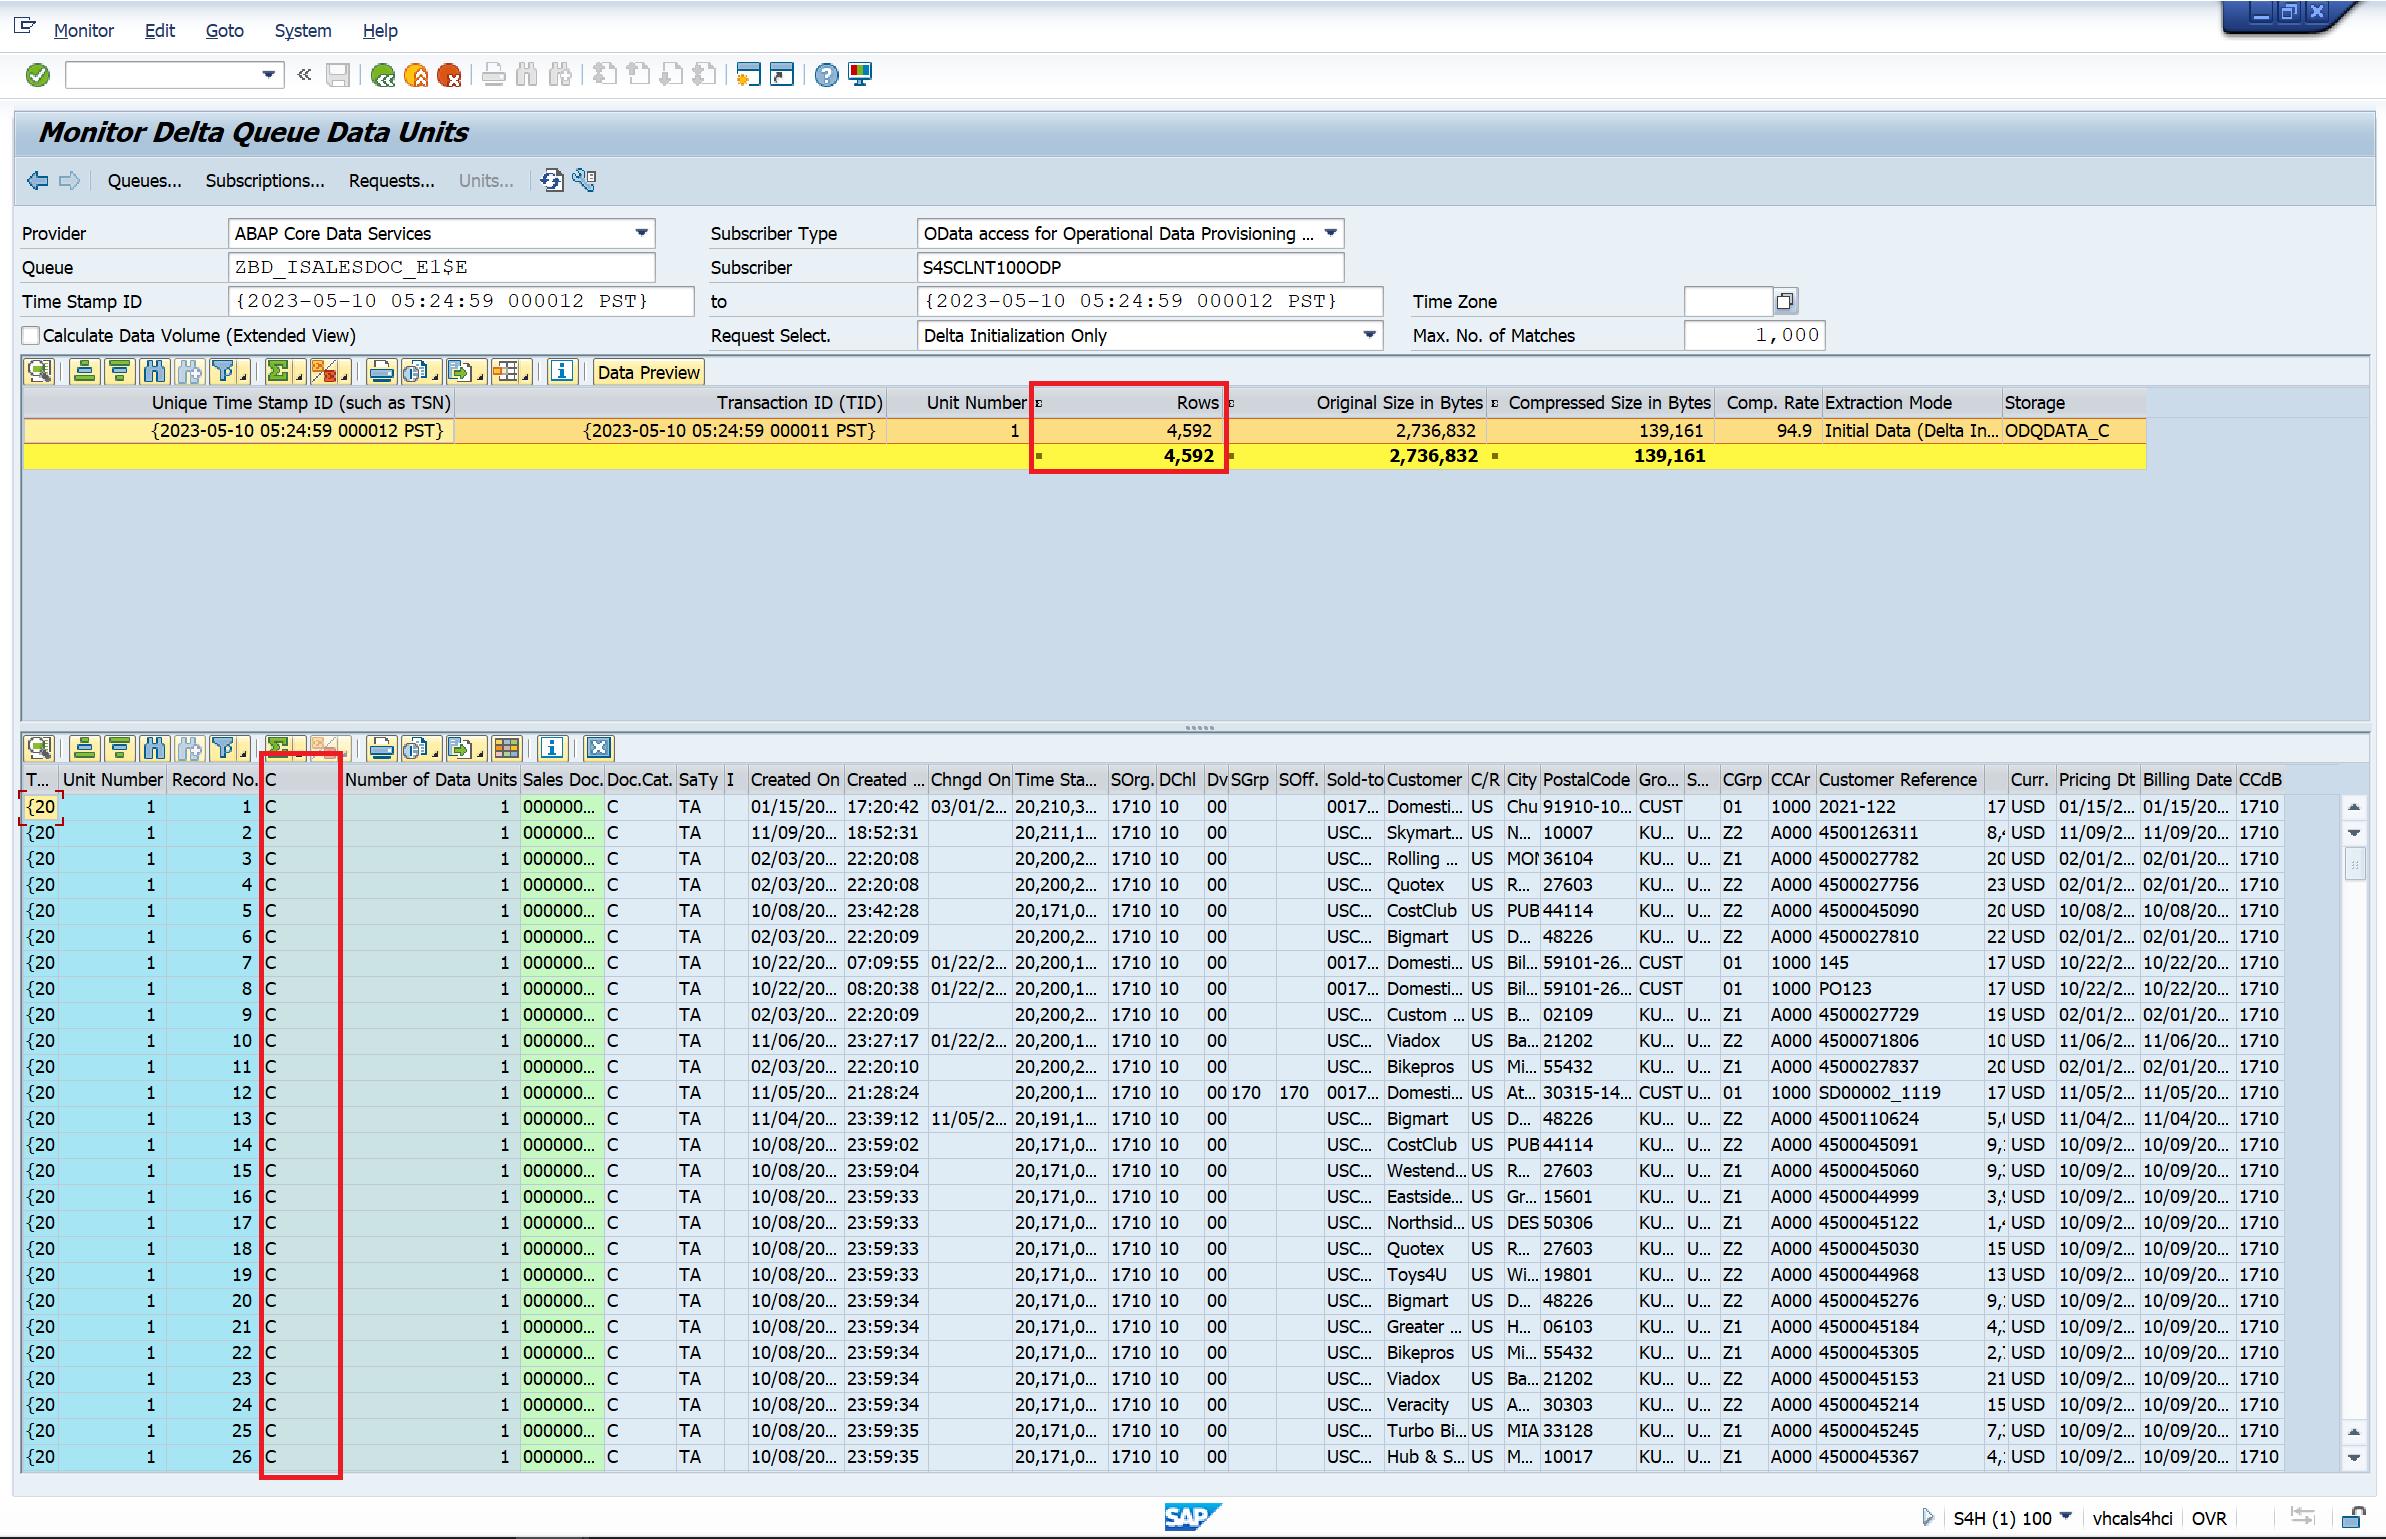 Monitor Edit Goto System Help
Monitor Delta Queue Data Units
Queues... Subscriptions... Requests... Units...
Provider ABAP Core Data Services Subscriber Type OData access for Operational Data Provisioning ...
Queue ZBD_ISALESDOC_E1$E Subscriber S4SCLNT100ODP
Time Stamp ID {2023-05-10 05:24:59 000012 PST} to {2023-05-10 05:24:59 000012 PST} Time Zone
Calculate Data Volume (Extended View) Request Select. Delta Initialization Only Max. No. of Matches 1,000
Data Preview
Unique Time Stamp ID (such as TSN) Transaction ID (TID) Unit Number Rows Original Size in Bytes Compressed Size in Bytes Comp. Rate Extraction Mode Storage
{2023-05-10 05:24:59 000012 PST} {2023-05-10 05:24:59 000011 PST} 1 4,592 2,736,832 139,161 94.9 Initial Data (Delta In... ODQDATA_C
4,592 2,736,832 139,161
T... Unit Number Record No. C Number of Data Units Sales Doc. Doc.Cat. SaTy I Created On Created ... Chngd On Time Sta... SOrg. DChl Dv SGrp SOff. Sold-to Customer C/R City PostalCode Gro... S... CGrp CCAr Customer Reference Curr. Pricing Dt Billing Date CCdB
{20 1 1 C 1 000000... C TA 01/15/20... 17:20:42 03/01/2... 20,210,3... 1710 10 00 0017... Domesti... US Chu 91910-10... CUST 01 1000 2021-122 17 USD 01/15/2... 01/15/20... 1710
{20 1 2 C 1 000000... C TA 11/09/20... 18:52:31 20,211,1... 1710 10 00 USC... Skymart... US N... 10007 KU... U... Z2 A000 4500126311 8, USD 11/09/2... 11/09/20... 1710
{20 1 3 C 1 000000... C TA 02/03/20... 22:20:08 20,200,2... 1710 10 00 USC... Rolling ... US MON 36104 KU... U... Z1 A000 4500027782 20 USD 02/01/2... 02/01/20... 1710
{20 1 4 C 1 000000... C TA 02/03/20... 22:20:08 20,200,2... 1710 10 00 USC... Quotex US R... 27603 KU... U... Z2 A000 4500027756 23 USD 02/01/2... 02/01/20... 1710
{20 1 5 C 1 000000... C TA 10/08/20... 23:42:28 20,171,0... 1710 10 00 USC... CostClub US PUB 44114 KU... U... Z2 A000 4500045090 20 USD 10/08/2... 10/08/20... 1710
{20 1 6 C 1 000000... C TA 02/03/20... 22:20:09 20,200,2... 1710 10 00 USC... Bigmart US D... 48226 KU... U... Z2 A000 4500027810 22 USD 02/01/2... 02/01/20... 1710
{20 1 7 C 1 000000... C TA 10/22/20... 07:09:55 01/22/2... 20,200,1... 1710 10 00 0017... Domesti... US Bil... 59101-26... CUST 01 1000 145 17 USD 10/22/2... 10/22/20... 1710
{20 1 8 C 1 000000... C TA 10/22/20... 08:20:38 01/22/2... 20,200,1... 1710 10 00 0017... Domesti... US Bil... 59101-26... CUST 01 1000 PO123 17 USD 10/22/2... 10/22/20... 1710
{20 1 9 C 1 000000... C TA 02/03/20... 22:20:09 20,200,2... 1710 10 00 USC... Custom ... US B... 02109 KU... U... Z1 A000 4500027729 19 USD 02/01/2... 02/01/20... 1710
{20 1 10 C 1 000000... C TA 11/06/20... 23:27:17 01/22/2... 20,200,1... 1710 10 00 USC... Viadox US Ba... 21202 KU... U... Z2 A000 4500071806 10 USD 11/06/2... 11/06/20... 1710
{20 1 11 C 1 000000... C TA 02/03/20... 22:20:10 20,200,2... 1710 10 00 USC... Bikepros US Mi... 55432 KU... U... Z1 A000 4500027837 20 USD 02/01/2... 02/01/20... 1710
{20 1 12 C 1 000000... C TA 11/05/20... 21:28:24 20,200,1... 1710 10 00 170 170 0017... Domesti... US At... 30315-14... CUST U... 01 1000 SD00002_1119 17 USD 11/05/2... 11/05/20... 1710
{20 1 13 C 1 000000... C TA 11/04/20... 23:39:12 11/05/2... 20,191,1... 1710 10 00 USC... Bigmart US D... 48226 KU... U... Z2 A000 4500110624 5, USD 11/04/2... 11/04/20... 1710
{20 1 14 C 1 000000... C TA 10/08/20... 23:59:02 20,171,0... 1710 10 00 USC... CostClub US PUB 44114 KU... U... Z2 A000 4500045091 9, USD 10/09/2... 10/09/20... 1710
{20 1 15 C 1 000000... C TA 10/08/20... 23:59:04 20,171,0... 1710 10 00 USC... Westend... US R... 27603 KU... U... Z1 A000 4500045060 9, USD 10/09/2... 10/09/20... 1710
{20 1 16 C 1 000000... C TA 10/08/20... 23:59:33 20,171,0... 1710 10 00 USC... Eastside... US Gr... 15601 KU... U... Z1 A000 4500044999 3, USD 10/09/2... 10/09/20... 1710
{20 1 17 C 1 000000... C TA 10/08/20... 23:59:33 20,171,0... 1710 10 00 USC... Northsid... US DES 50306 KU... U... Z1 A000 4500045122 1, USD 10/09/2... 10/09/20... 1710
{20 1 18 C 1 000000... C TA 10/08/20... 23:59:33 20,171,0... 1710 10 00 USC... Quotex US R... 27603 KU... U... Z2 A000 4500045030 15 USD 10/09/2... 10/09/20... 1710
{20 1 19 C 1 000000... C TA 10/08/20... 23:59:33 20,171,0... 1710 10 00 USC... Toys4U US Wi... 19801 KU... U... Z2 A000 4500044968 13 USD 10/09/2... 10/09/20... 1710
{20 1 20 C 1 000000... C TA 10/08/20... 23:59:34 20,171,0... 1710 10 00 USC... Bigmart US D... 48226 KU... U... Z2 A000 4500045276 9, USD 10/09/2... 10/09/20... 1710
{20 1 21 C 1 000000... C TA 10/08/20... 23:59:34 20,171,0... 1710 10 00 USC... Greater ... US H... 06103 KU... U... Z1 A000 4500045184 4, USD 10/09/2... 10/09/20... 1710
{20 1 22 C 1 000000... C TA 10/08/20... 23:59:34 20,171,0... 1710 10 00 USC... Bikepros US Mi... 55432 KU... U... Z1 A000 4500045305 2, USD 10/09/2... 10/09/20... 1710
{20 1 23 C 1 000000... C TA 10/08/20... 23:59:34 20,171,0... 1710 10 00 USC... Viadox US Ba... 21202 KU... U... Z2 A000 4500045153 21 USD 10/09/2... 10/09/20... 1710
{20 1 24 C 1 000000... C TA 10/08/20... 23:59:34 20,171,0... 1710 10 00 USC... Veracity US A... 30303 KU... U... Z2 A000 4500045214 15 USD 10/09/2... 10/09/20... 1710
{20 1 25 C 1 000000... C TA 10/08/20... 23:59:35 20,171,0... 1710 10 00 USC... Turbo Bi... US MIA 33128 KU... U... Z1 A000 4500045245 7, USD 10/09/2... 10/09/20... 1710
{20 1 26 C 1 000000... C TA 10/08/20... 23:59:35 20,171,0... 1710 10 00 USC... Hub & S... US M... 10017 KU... U... Z1 A000 4500045367 4, USD 10/09/2... 10/09/20... 1710
SAP S4H (1) 100 vhcals4hci OVR